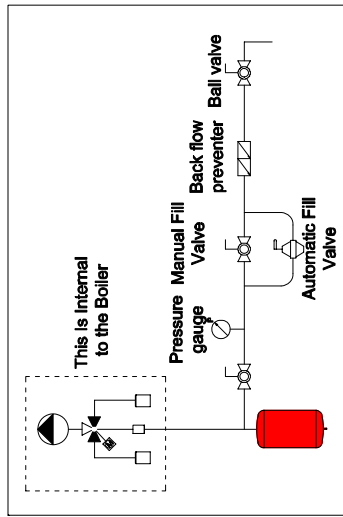 This Is Internal
to the Boiler
Pressure
gauge
Manual Fill
Valve
Back flow
preventer
Ball valve
Automatic Fill
Valve
M
P